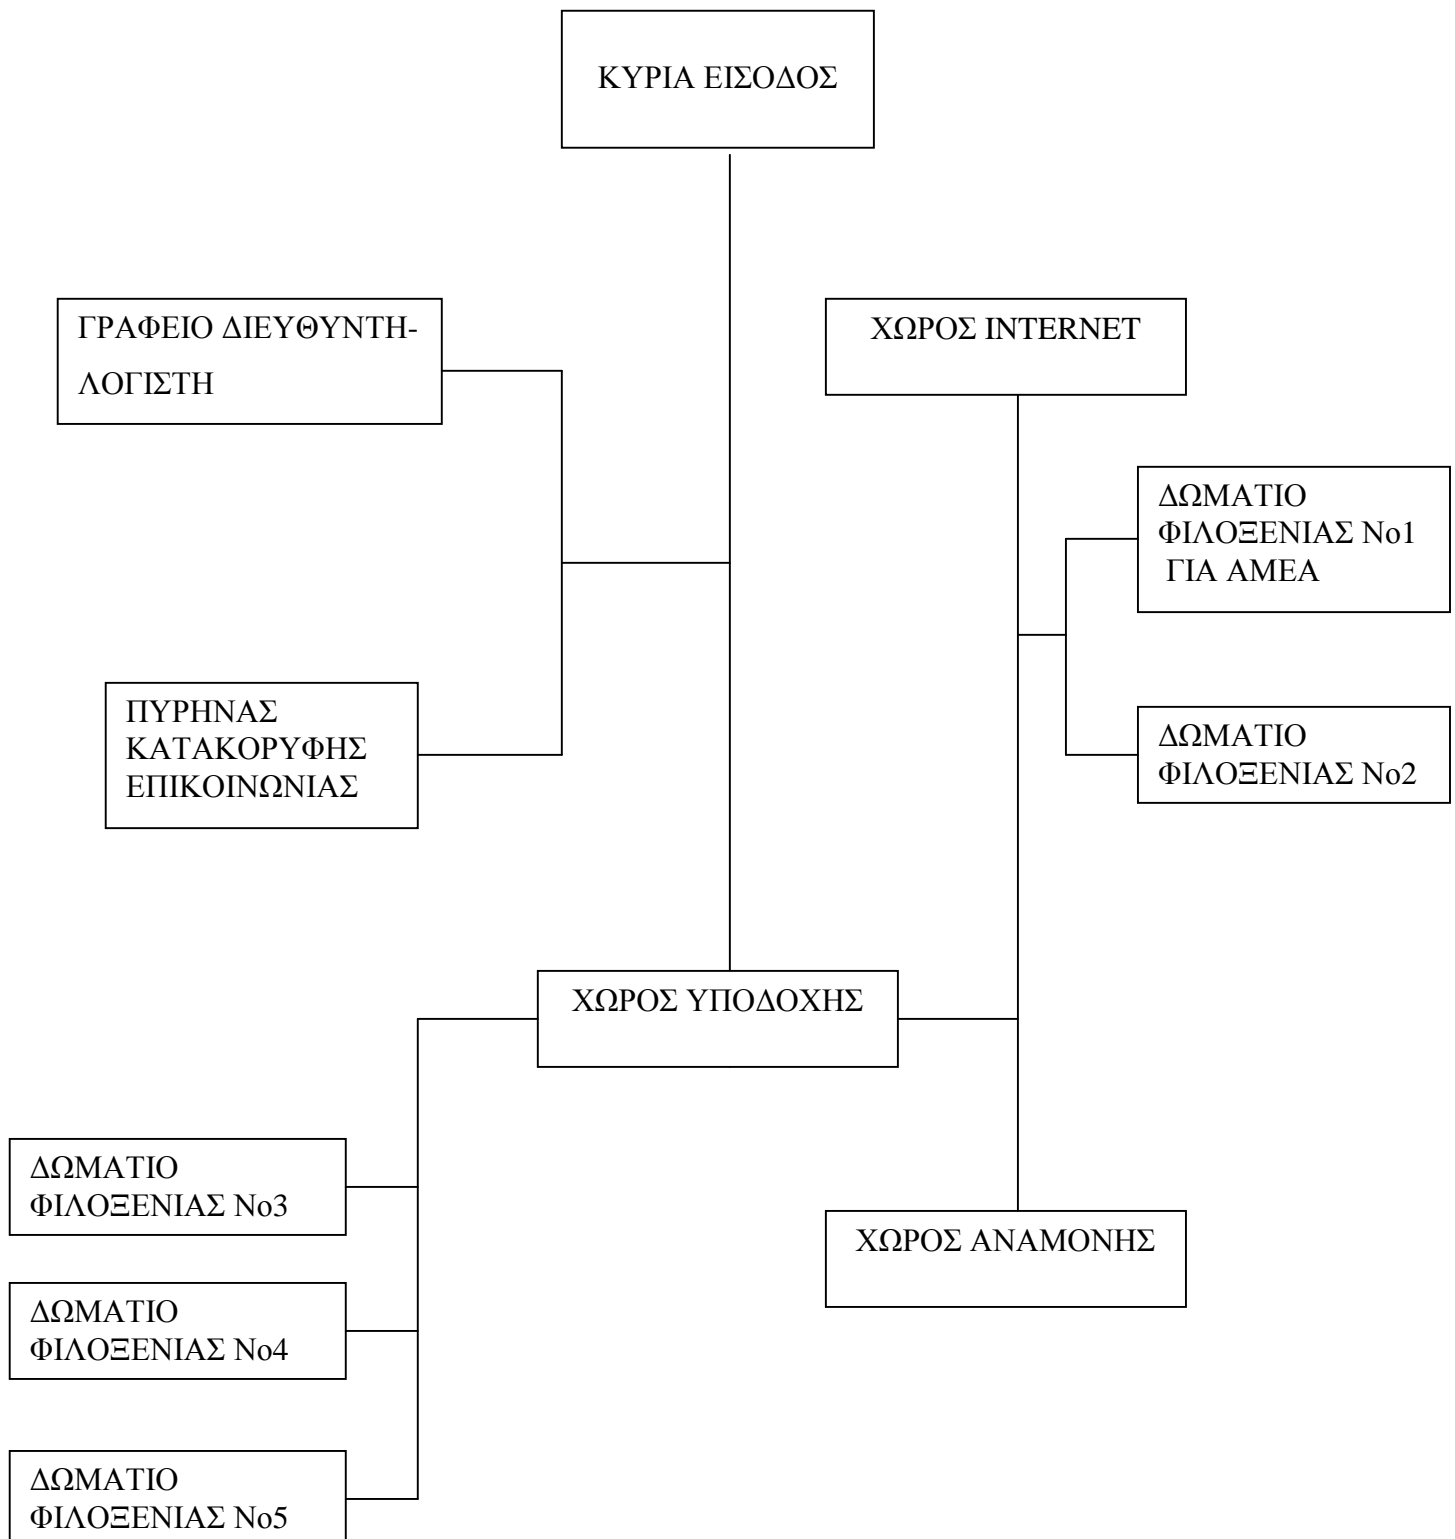 ΚΥΡΙΑ ΕΙΣΟΔΟΣ
ΓΡΑΦΕΙΟ ΔΙΕΥΘΥΝΤΗ-
ΛΟΓΙΣΤΗ
ΧΩΡΟΣ INTERNET
ΔΩΜΑΤΙΟ
ΦΙΛΟΞΕΝΙΑΣ Νο1
ΓΙΑ ΑΜΕΑ
ΠΥΡΗΝΑΣ
ΚΑΤΑΚΟΡΥΦΗΣ
ΕΠΙΚΟΙΝΩΝΙΑΣ
ΔΩΜΑΤΙΟ
ΦΙΛΟΞΕΝΙΑΣ Νο2
ΧΩΡΟΣ ΥΠΟΔΟΧΗΣ
ΔΩΜΑΤΙΟ
ΦΙΛΟΞΕΝΙΑΣ Νο3
ΧΩΡΟΣ ΑΝΑΜΟΝΗΣ
ΔΩΜΑΤΙΟ
ΦΙΛΟΞΕΝΙΑΣ Νο4
ΔΩΜΑΤΙΟ
ΦΙΛΟΞΕΝΙΑΣ Νο5